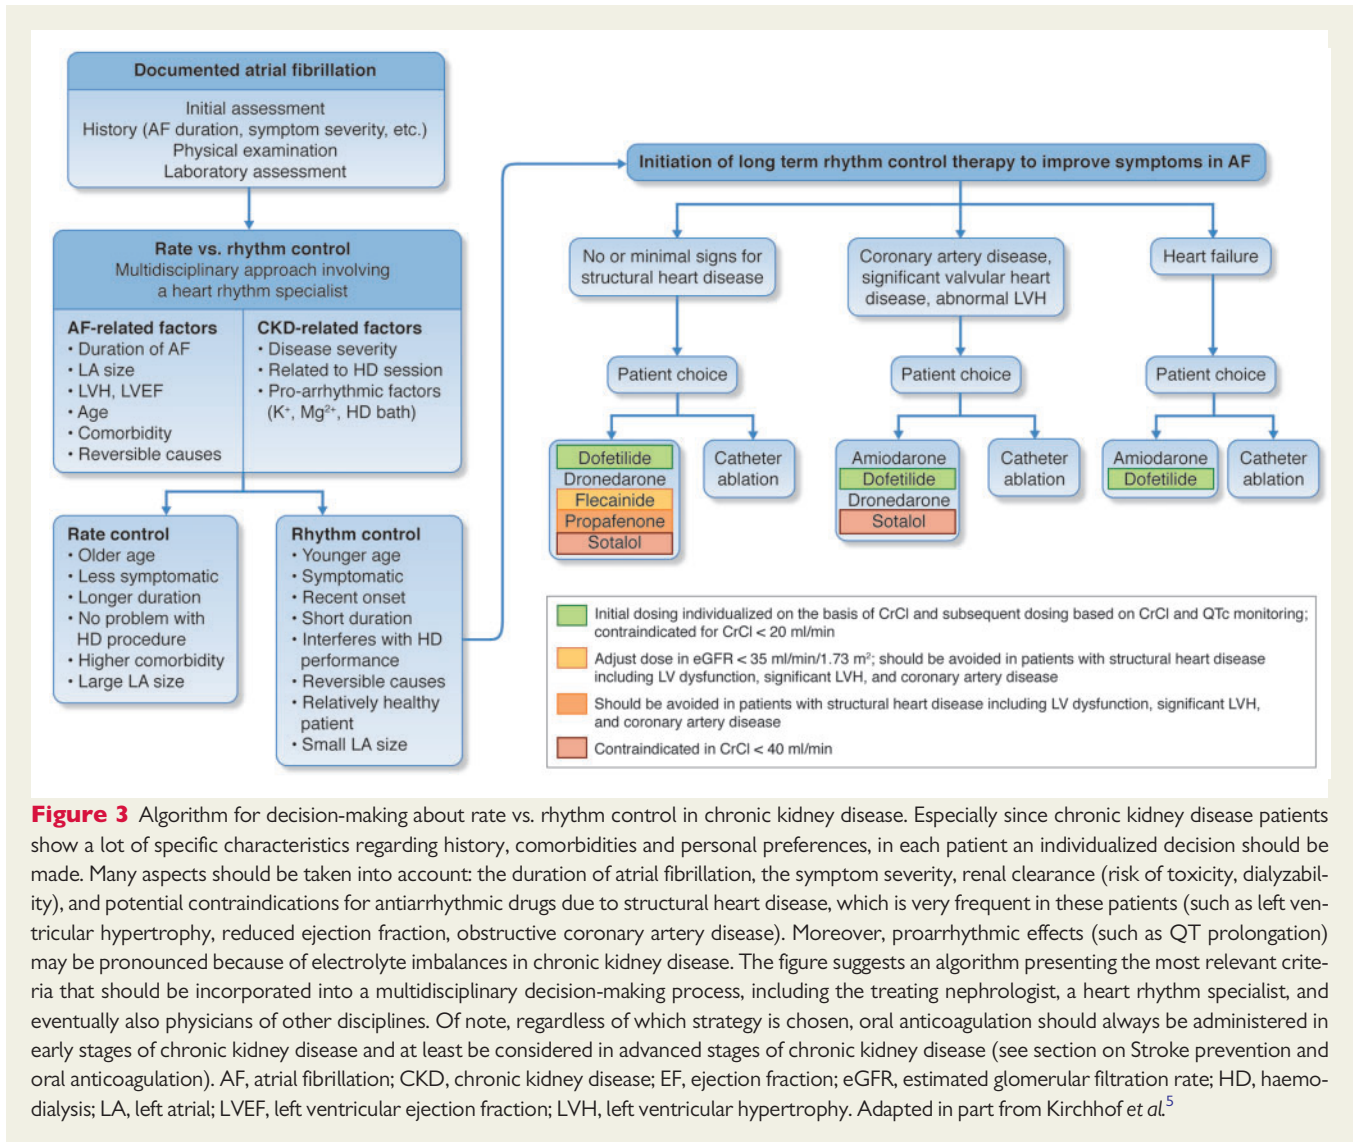 Documented atrial fibrillation
Initial assessment
History (AF duration, symptom severity, etc.)
Physical examination
Laboratory assessment
Rate vs. rhythm control
Multidisciplinary approach involving
a heart rhythm specialist
AF-related factors
• Duration of AF
• LA size
• LVH, LVEF
• Age
• Comorbidity
• Reversible causes
CKD-related factors
• Disease severity
• Related to HD session
• Pro-arrhythmic factors
(K⁺, Mg²⁺, HD bath)
Rate control
• Older age
• Less symptomatic
• Longer duration
• No problem with
HD procedure
• Higher comorbidity
• Large LA size
Rhythm control
• Younger age
• Symptomatic
• Recent onset
• Short duration
• Interferes with HD
performance
• Reversible causes
• Relatively healthy
patient
• Small LA size
Initiation of long term rhythm control therapy to improve symptoms in AF
No or minimal signs for
structural heart disease
Patient choice
Dofetilide
Dronedarone
Flecainide
Propafenone
Sotalol
Catheter
ablation
Coronary artery disease,
significant valvular heart
disease, abnormal LVH
Patient choice
Amiodarone
Dofetilide
Dronedarone
Sotalol
Catheter
ablation
Heart failure
Patient choice
Amiodarone
Dofetilide
Catheter
ablation
Initial dosing individualized on the basis of CrCl and subsequent dosing based on CrCl and QTc monitoring;
contraindicated for CrCl < 20 ml/min
Adjust dose in eGFR < 35 ml/min/1.73 m²; should be avoided in patients with structural heart disease
including LV dysfunction, significant LVH, and coronary artery disease
Should be avoided in patients with structural heart disease including LV dysfunction, significant LVH,
and coronary artery disease
Contraindicated in CrCl < 40 ml/min
Figure 3 Algorithm for decision-making about rate vs. rhythm control in chronic kidney disease. Especially since chronic kidney disease patients
show a lot of specific characteristics regarding history, comorbidities and personal preferences, in each patient an individualized decision should be
made. Many aspects should be taken into account: the duration of atrial fibrillation, the symptom severity, renal clearance (risk of toxicity, dialyzabil-
ity), and potential contraindications for antiarrhythmic drugs due to structural heart disease, which is very frequent in these patients (such as left ven-
tricular hypertrophy, reduced ejection fraction, obstructive coronary artery disease). Moreover, proarrhythmic effects (such as QT prolongation)
may be pronounced because of electrolyte imbalances in chronic kidney disease. The figure suggests an algorithm presenting the most relevant crite-
ria that should be incorporated into a multidisciplinary decision-making process, including the treating nephrologist, a heart rhythm specialist, and
eventually also physicians of other disciplines. Of note, regardless of which strategy is chosen, oral anticoagulation should always be administered in
early stages of chronic kidney disease and at least be considered in advanced stages of chronic kidney disease (see section on Stroke prevention and
oral anticoagulation). AF, atrial fibrillation; CKD, chronic kidney disease; EF, ejection fraction; eGFR, estimated glomerular filtration rate; HD, haemo-
dialysis; LA, left atrial; LVEF, left ventricular ejection fraction; LVH, left ventricular hypertrophy. Adapted in part from Kirchhof et al.⁵